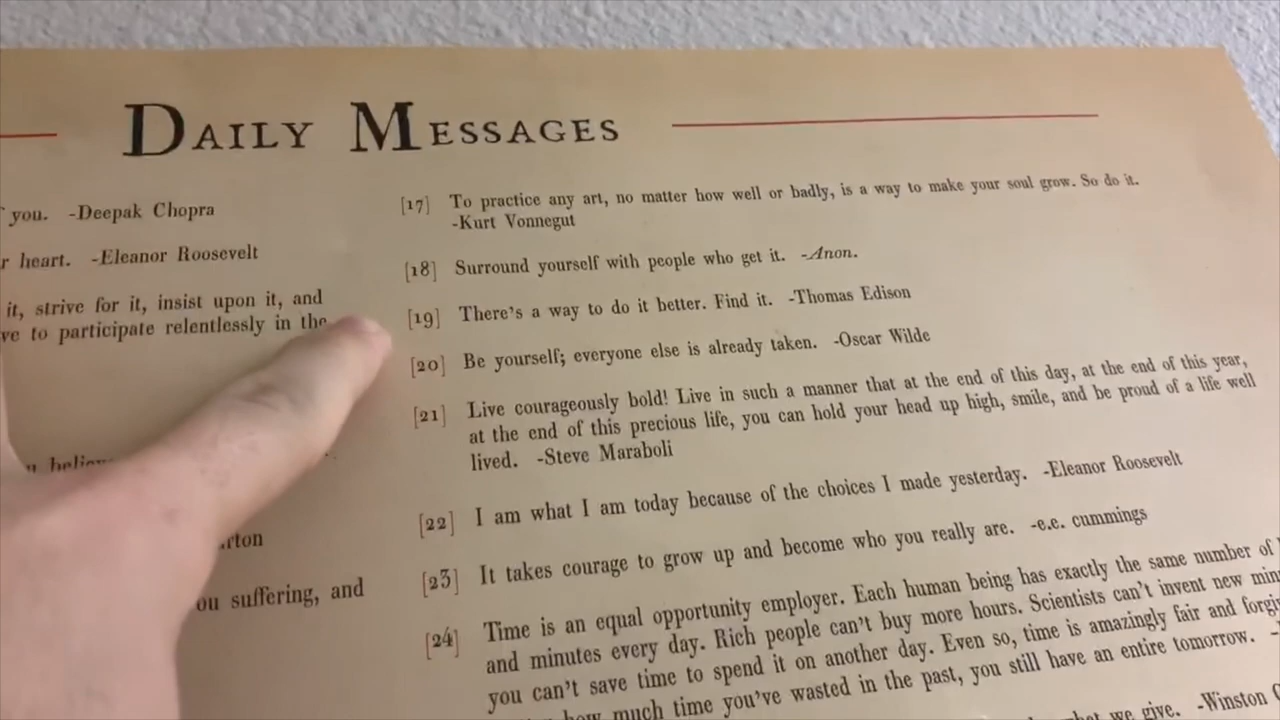 DAILY MESSAGES
you. -Deepak Chopra
heart. -Eleanor Roosevelt
it, strive for it, insist upon it, and
to participate relentlessly in the
ou suffering, and
[17] To practice any art, no matter how well or badly, is a way to make your soul grow. So do it.
-Kurt Vonnegut
[18] Surround yourself with people who get it. -Anon.
[19] There's a way to do it better. Find it. -Thomas Edison
[20] Be yourself; everyone else is already taken. -Oscar Wilde
[21] Live courageously bold! Live in such a manner that at the end of this day, at the end of this year,
at the end of this precious life, you can hold your head up high, smile, and be proud of a life well
lived. -Steve Maraboli
[22] I am what I am today because of the choices I made yesterday. -Eleanor Roosevelt
[23] It takes courage to grow up and become who you really are. -e.e. cummings
[24] Time is an equal opportunity employer. Each human being has exactly the same number of
and minutes every day. Rich people can't buy more hours. Scientists can't invent new
you can't save time to spend it on another day. Even so, time is amazingly fair and
how much time you've wasted in the past, you still have an entire tomorrow. -
we give. -Winston